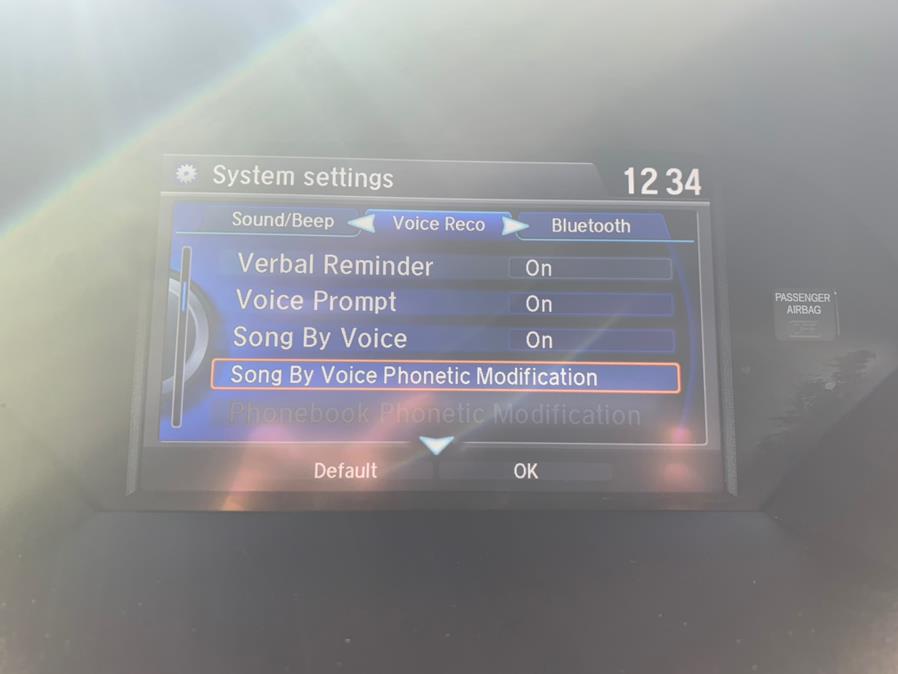 System settings
12 34
Sound/Beep Voice Reco Bluetooth
Verbal Reminder On
Voice Prompt On
Song By Voice On
Song By Voice Phonetic Modification
Phonebook Phonetic Modification
Default OK
PASSENGER
AIRBAG